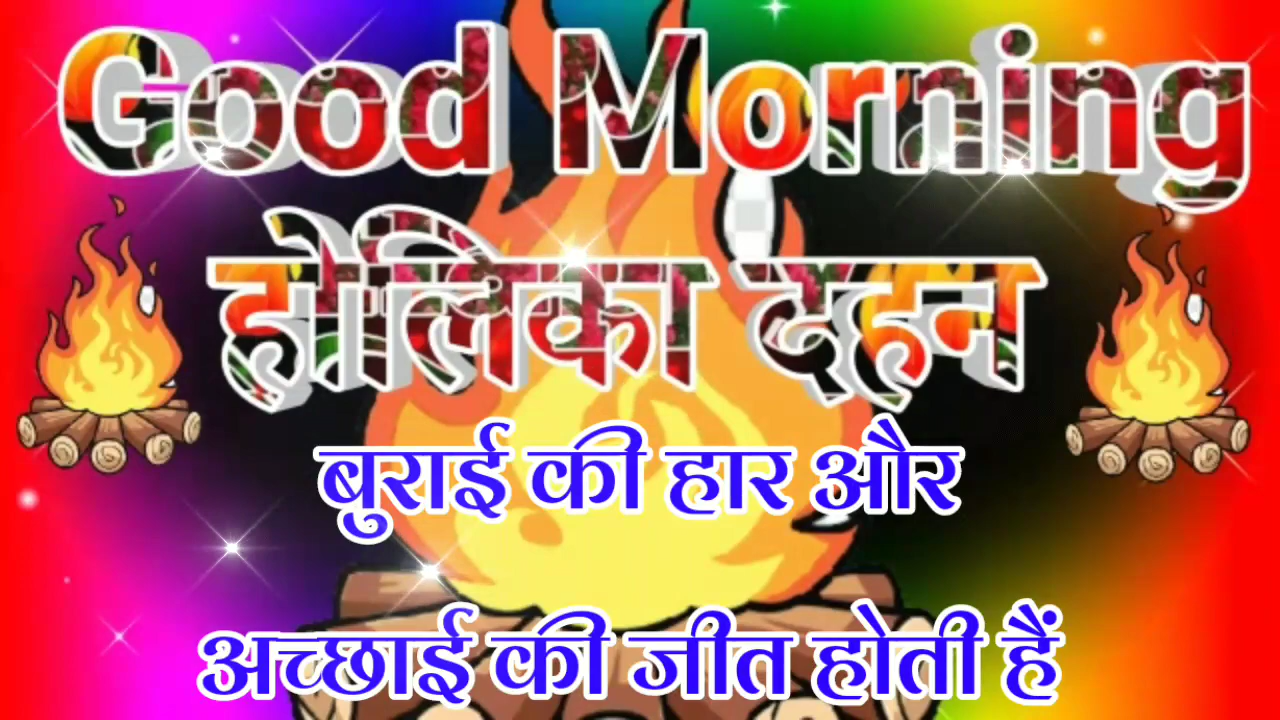 Good Morning
होलिका दहन
बुराई की हार और
अच्छाई की जीत होती हैं